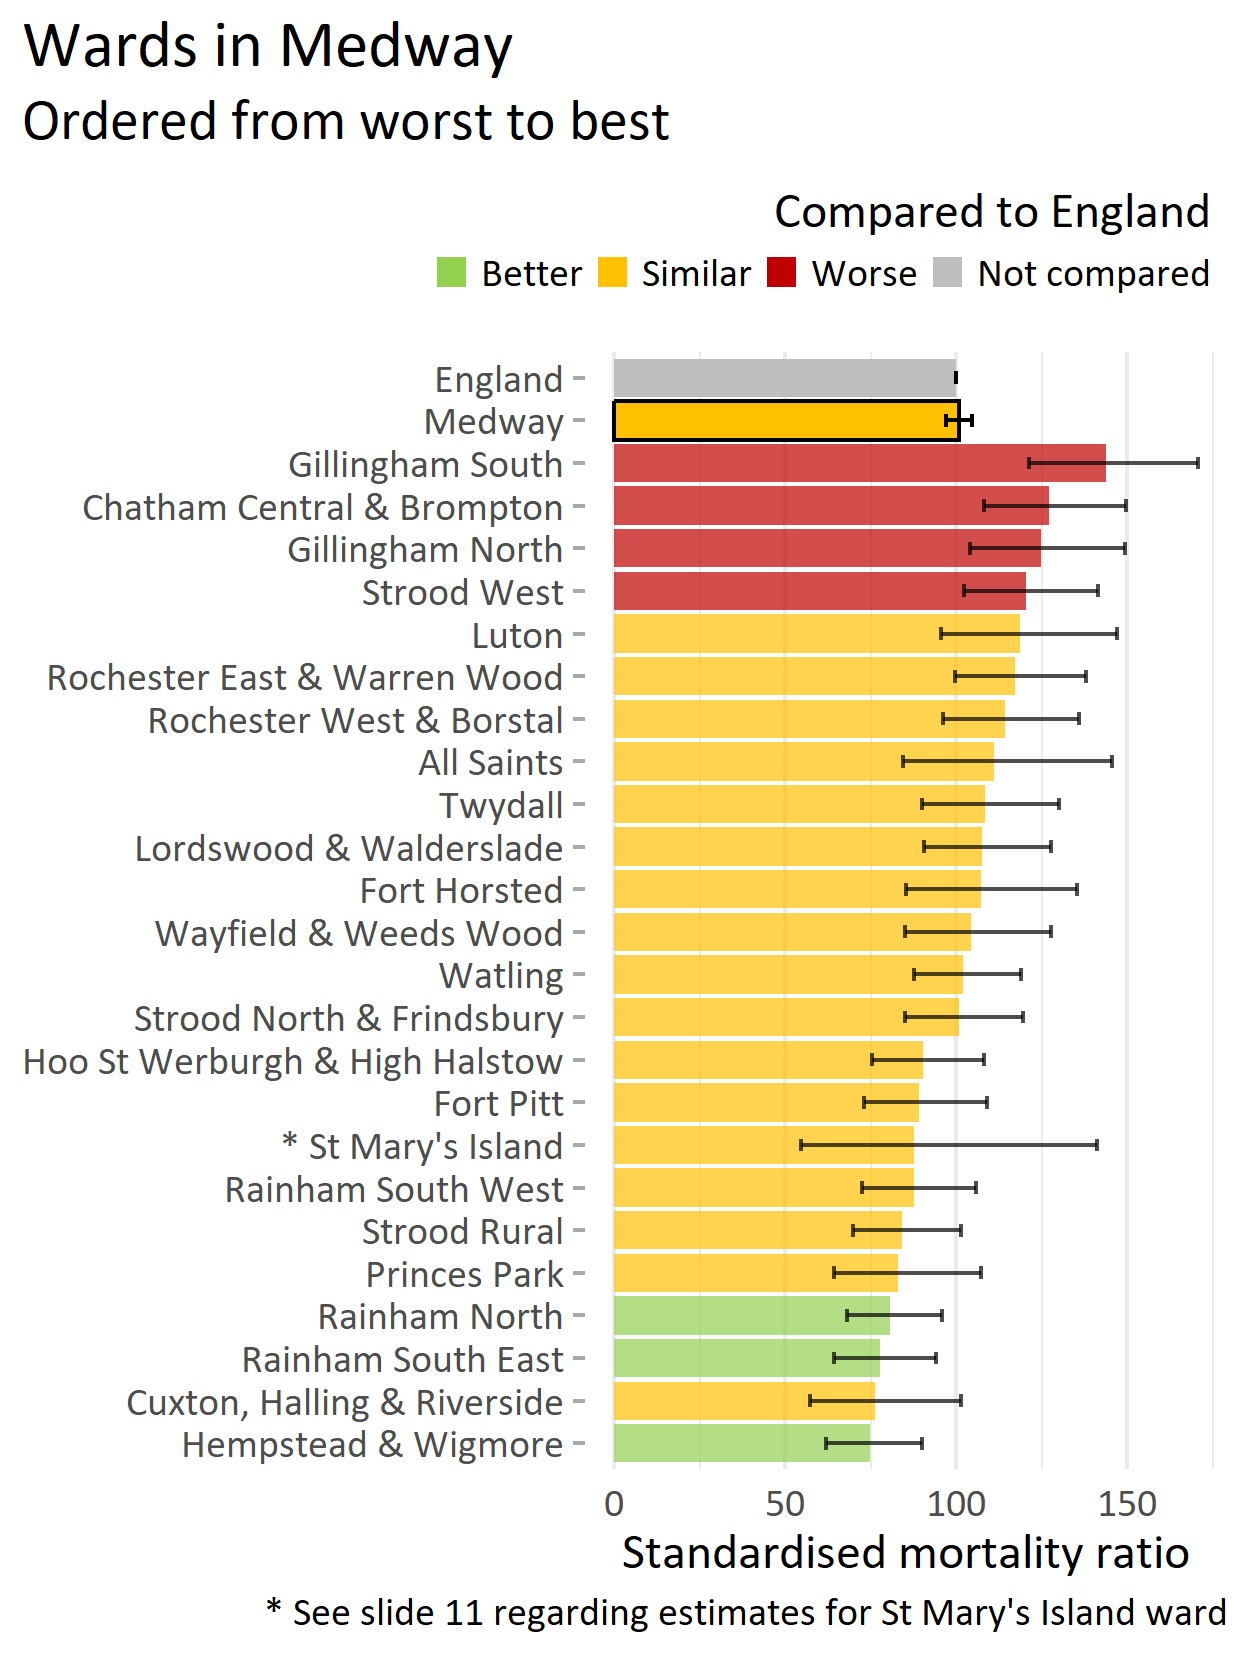 Wards in Medway
Ordered from worst to best
Compared to England
Better Similar Worse Not compared
England
Medway
Gillingham South
Chatham Central & Brompton
Gillingham North
Strood West
Luton
Rochester East & Warren Wood
Rochester West & Borstal
All Saints
Twydall
Lordswood & Walderslade
Fort Horsted
Wayfield & Weeds Wood
Watling
Strood North & Frindsbury
Hoo St Werburgh & High Halstow
Fort Pitt
* St Mary's Island
Rainham South West
Strood Rural
Princes Park
Rainham North
Rainham South East
Cuxton, Halling & Riverside
Hempstead & Wigmore
0 50 100 150
Standardised mortality ratio
* See slide 11 regarding estimates for St Mary's Island ward